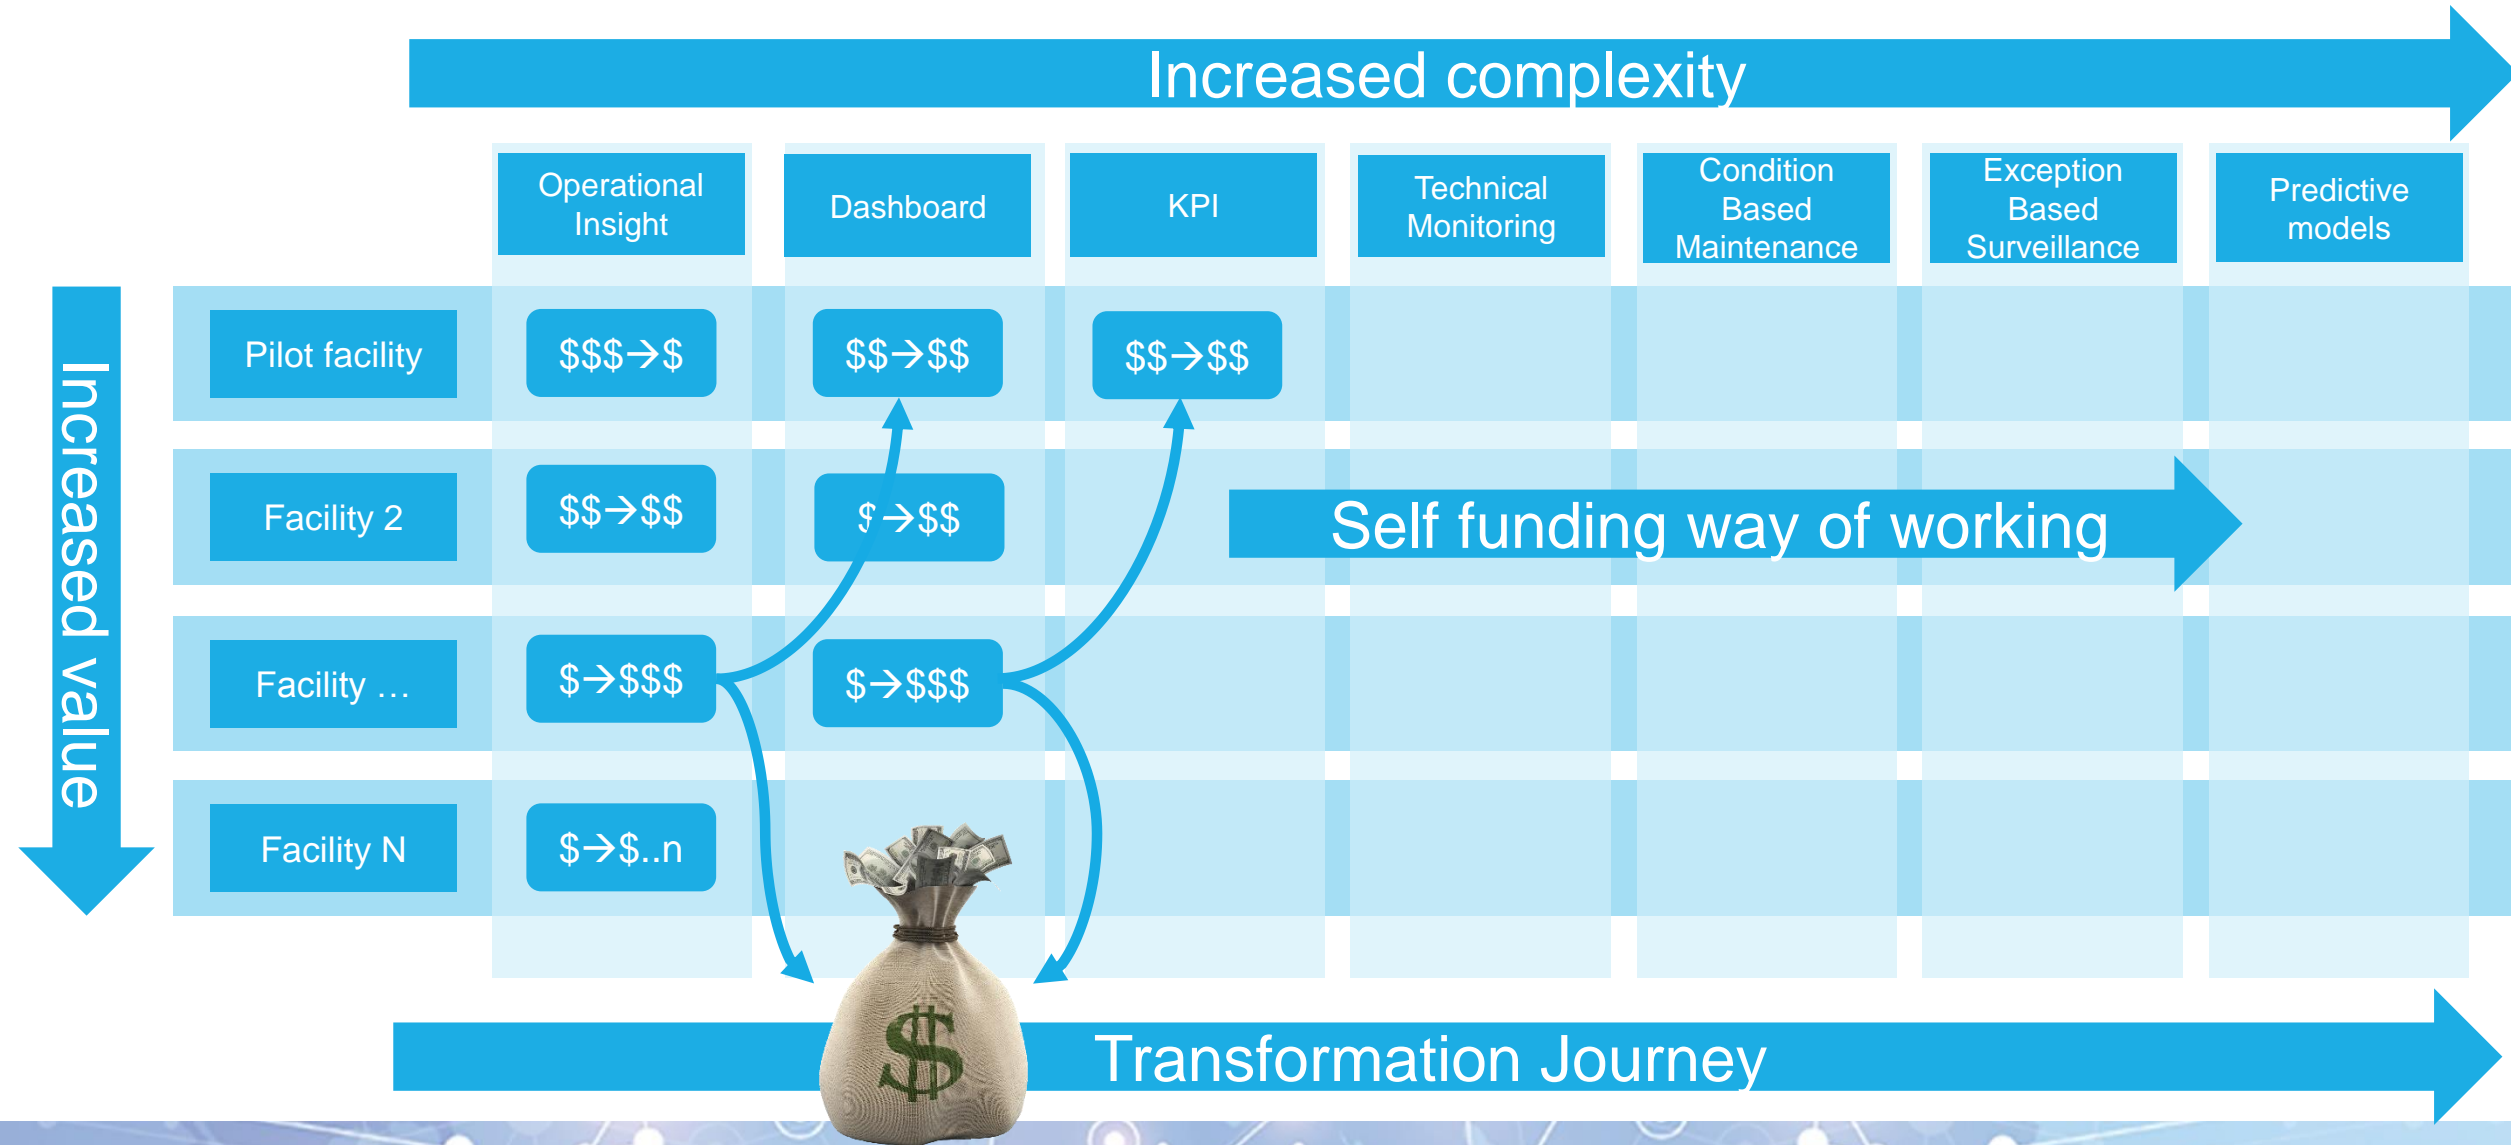 Increased complexity
Operational
Insight
Dashboard
KPI
Technical
Monitoring
Condition
Based
Maintenance
Exception
Based
Surveillance
Predictive
models
Increased value
Pilot facility
$$$→$
$$→$$
$$→$$
Facility 2
$$→$$
$→$$
Self funding way of working
Facility …
$→$$$
$→$$$
Facility N
$→$..n
$
Transformation Journey